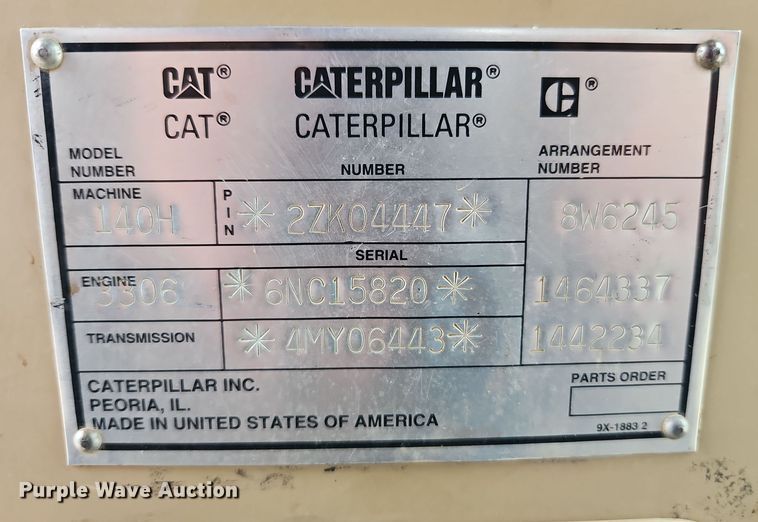 CAT® CATERPILLAR® C®
CAT® CATERPILLAR®
MODEL NUMBER NUMBER ARRANGEMENT NUMBER
MACHINE 140H PIN *2ZK04447* 8W6245
SERIAL
ENGINE 3306 *6NC15820* 1464337
TRANSMISSION *4MY06443* 1442234
CATERPILLAR INC. PARTS ORDER
PEORIA, IL.
MADE IN UNITED STATES OF AMERICA 9X-1883 2
Purple Wave Auction